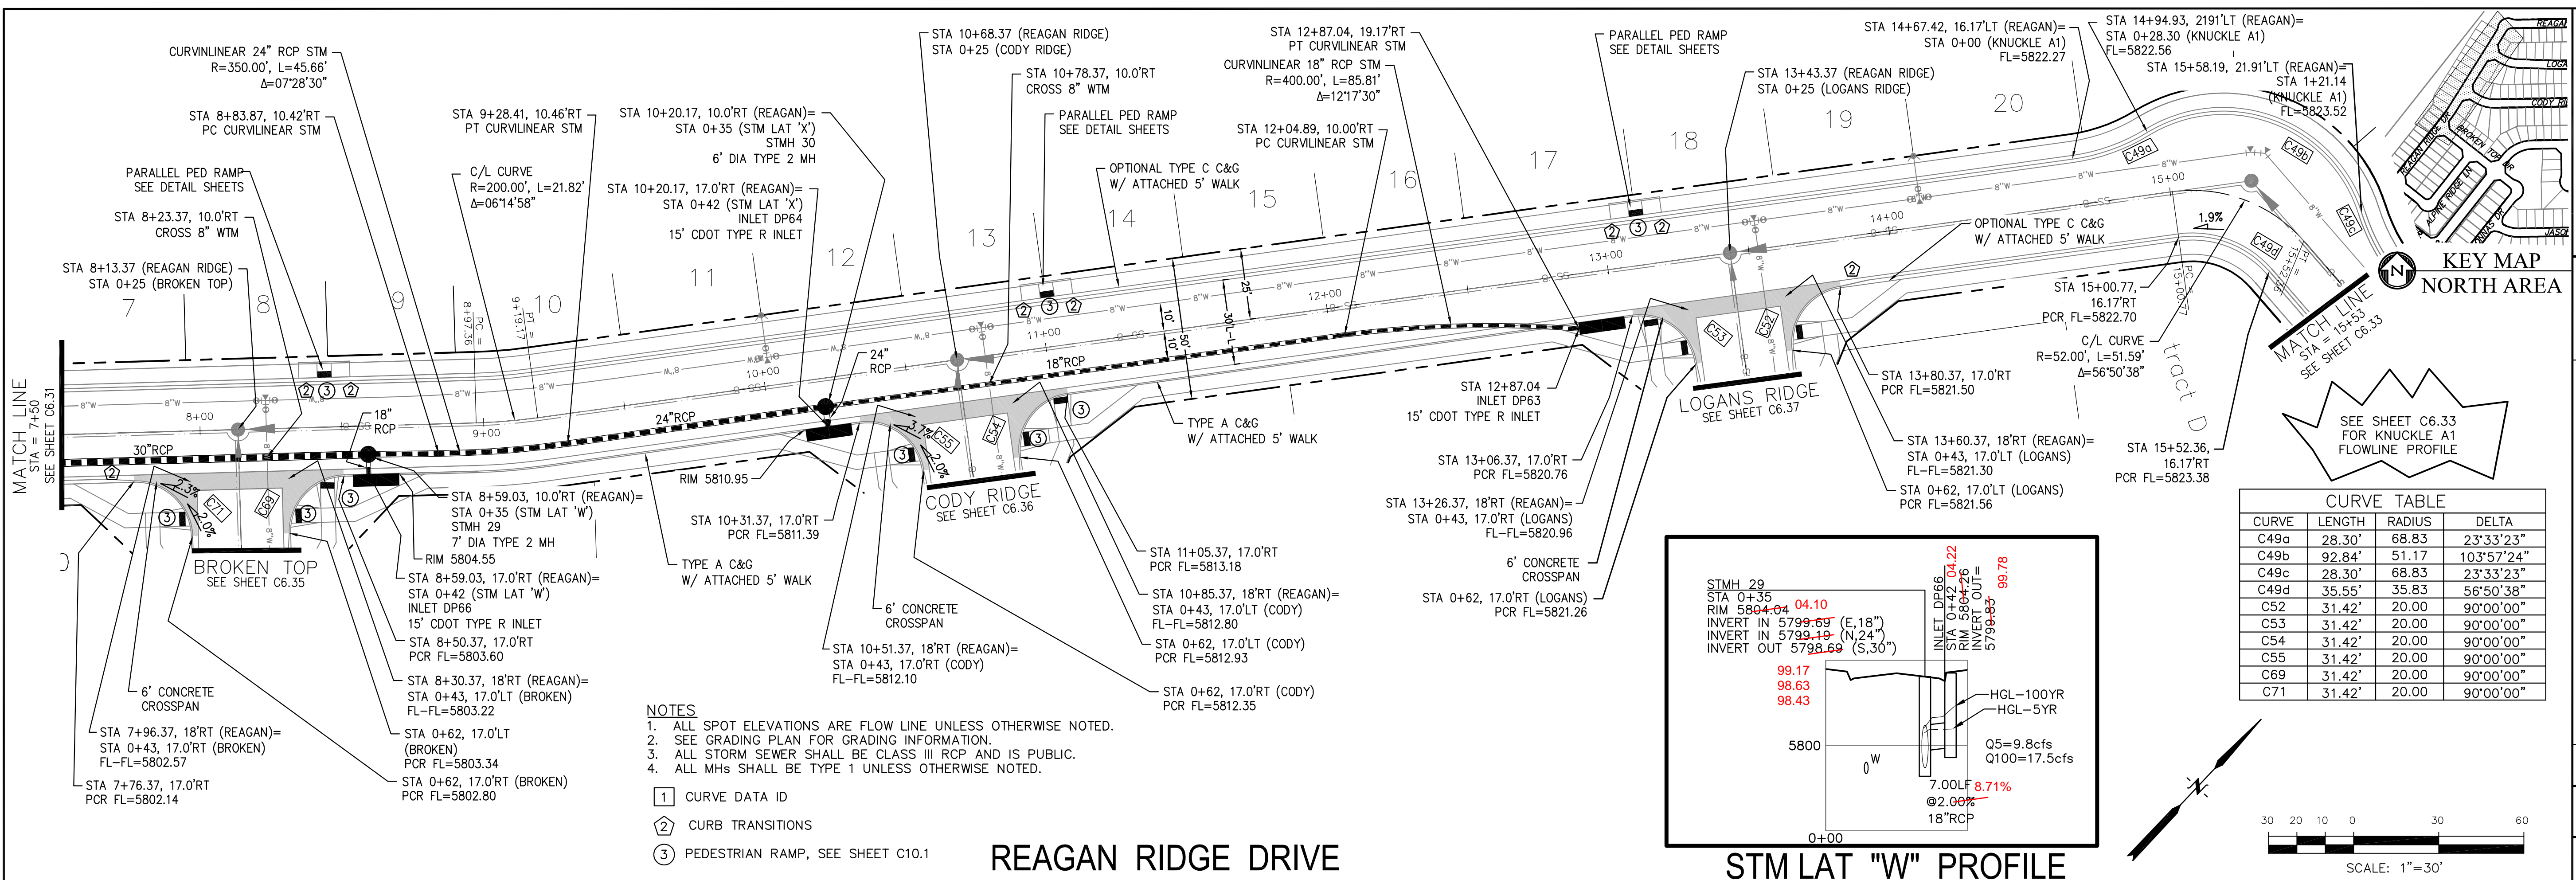 CURVINLINEAR 24" RCP STM
R=350.00', L=45.66'
Δ=07°28'30"
STA 8+83.87, 10.42'RT
PC CURVILINEAR STM
PARALLEL PED RAMP
SEE DETAIL SHEETS
STA 8+23.37, 10.0'RT
CROSS 8" WTM
STA 8+13.37 (REAGAN RIDGE)
STA 0+25 (BROKEN TOP)
STA 9+28.41, 10.46'RT
PT CURVILINEAR STM
C/L CURVE
R=200.00', L=21.82'
Δ=06°14'58"
STA 10+20.17, 10.0'RT (REAGAN)=
STA 0+35 (STM LAT 'X')
STMH 30
6' DIA TYPE 2 MH
STA 10+20.17, 17.0'RT (REAGAN)=
STA 0+42 (STM LAT 'X')
INLET DP64
15' CDOT TYPE R INLET
STA 10+68.37 (REAGAN RIDGE)
STA 0+25 (CODY RIDGE)
STA 10+78.37, 10.0'RT
CROSS 8" WTM
PARALLEL PED RAMP
SEE DETAIL SHEETS
OPTIONAL TYPE C C&G
W/ ATTACHED 5' WALK
STA 12+87.04, 19.17'RT
PT CURVILINEAR STM
CURVINLINEAR 18" RCP STM
R=400.00', L=85.81'
Δ=12°17'30"
STA 12+04.89, 10.00'RT
PC CURVILINEAR STM
PARALLEL PED RAMP
SEE DETAIL SHEETS
STA 13+43.37 (REAGAN RIDGE)
STA 0+25 (LOGANS RIDGE)
STA 14+67.42, 16.17'LT (REAGAN)=
STA 0+00 (KNUCKLE A1)
FL=5822.27
STA 14+94.93, 2191'LT (REAGAN)=
STA 0+28.30 (KNUCKLE A1)
FL=5822.56
STA 15+58.19, 21.91'LT (REAGAN)=
STA 1+21.14
(KNUCKLE A1)
FL=5823.52
REAGAN RIDGE DR
BROKEN TOP DR
ALPINE RIDGE LN
KEY MAP
NORTH AREA
N
7
8
9
10
11
12
13
14
15
16
17
18
19
20
MATCH LINE
STA = 7+50
SEE SHEET C6.31
8+00
PC =
8+97.36
PT =
9+19.17
9+00
10+00
11+00
12+00
13+00
14+00
15+00
PC =
15+00.77
PT =
15+52.36
8"W
SS
30"RCP
18"
RCP
24"RCP
24"
RCP
18"RCP
10'
10'
50'
30'L-L
25'
1.9%
C49a
C49b
C49c
C49d
C52
C53
C54
C55
C69
C71
2.3%
2.0%
3.1%
2.0%
BROKEN TOP
SEE SHEET C6.35
CODY RIDGE
SEE SHEET C6.36
LOGANS RIDGE
SEE SHEET C6.37
MATCH LINE
STA = 15+53
SEE SHEET C6.33
tract D
OPTIONAL TYPE C C&G
W/ ATTACHED 5' WALK
STA 15+00.77,
16.17'RT
PCR FL=5822.70
C/L CURVE
R=52.00', L=51.59'
Δ=56°50'38"
STA 15+52.36,
16.17'RT
PCR FL=5823.38
SEE SHEET C6.33
FOR KNUCKLE A1
FLOWLINE PROFILE
6' CONCRETE
CROSSPAN
STA 7+96.37, 18'RT (REAGAN)=
STA 0+43, 17.0'RT (BROKEN)
FL-FL=5802.57
STA 7+76.37, 17.0'RT
PCR FL=5802.14
STA 8+59.03, 10.0'RT (REAGAN)=
STA 0+35 (STM LAT 'W')
STMH 29
7' DIA TYPE 2 MH
RIM 5804.55
STA 8+59.03, 17.0'RT (REAGAN)=
STA 0+42 (STM LAT 'W')
INLET DP66
15' CDOT TYPE R INLET
STA 8+50.37, 17.0'RT
PCR FL=5803.60
STA 8+30.37, 18'RT (REAGAN)=
STA 0+43, 17.0'LT (BROKEN)
FL-FL=5803.22
STA 0+62, 17.0'LT
(BROKEN)
PCR FL=5803.34
STA 0+62, 17.0'RT (BROKEN)
PCR FL=5802.80
RIM 5810.95
STA 10+31.37, 17.0'RT
PCR FL=5811.39
TYPE A C&G
W/ ATTACHED 5' WALK
6' CONCRETE
CROSSPAN
STA 10+51.37, 18'RT (REAGAN)=
STA 0+43, 17.0'RT (CODY)
FL-FL=5812.10
TYPE A C&G
W/ ATTACHED 5' WALK
STA 11+05.37, 17.0'RT
PCR FL=5813.18
STA 10+85.37, 18'RT (REAGAN)=
STA 0+43, 17.0'LT (CODY)
FL-FL=5812.80
STA 0+62, 17.0'LT (CODY)
PCR FL=5812.93
STA 0+62, 17.0'RT (CODY)
PCR FL=5812.35
STA 12+87.04
INLET DP63
15' CDOT TYPE R INLET
STA 13+06.37, 17.0'RT
PCR FL=5820.76
STA 13+26.37, 18'RT (REAGAN)=
STA 0+43, 17.0'RT (LOGANS)
FL-FL=5820.96
6' CONCRETE
CROSSPAN
STA 0+62, 17.0'RT (LOGANS)
PCR FL=5821.26
STA 13+80.37, 17.0'RT
PCR FL=5821.50
STA 13+60.37, 18'RT (REAGAN)=
STA 0+43, 17.0'LT (LOGANS)
FL-FL=5821.30
STA 0+62, 17.0'LT (LOGANS)
PCR FL=5821.56
NOTES
1. ALL SPOT ELEVATIONS ARE FLOW LINE UNLESS OTHERWISE NOTED.
2. SEE GRADING PLAN FOR GRADING INFORMATION.
3. ALL STORM SEWER SHALL BE CLASS III RCP AND IS PUBLIC.
4. ALL MHs SHALL BE TYPE 1 UNLESS OTHERWISE NOTED.
1 CURVE DATA ID
2 CURB TRANSITIONS
3 PEDESTRIAN RAMP, SEE SHEET C10.1
REAGAN RIDGE DRIVE
STMH 29
STA 0+35
RIM 5804.04 04.10
INVERT IN 5799.69 (E,18")
INVERT IN 5799.19 (N,24")
INVERT OUT 5798.69 (S,30")
99.17
98.63
98.43
INLET DP66
STA 0+42 04.22
RIM 5804.26
INVERT OUT=
5799.83 99.78
HGL-100YR
HGL-5YR
Q5=9.8cfs
Q100=17.5cfs
5800
W
7.00LF 8.71%
@2.00%
18"RCP
0+00
STM LAT "W" PROFILE
CURVE TABLE
CURVE LENGTH RADIUS DELTA
C49a 28.30' 68.83 23°33'23"
C49b 92.84' 51.17 103°57'24"
C49c 28.30' 68.83 23°33'23"
C49d 35.55' 35.83 56°50'38"
C52 31.42' 20.00 90°00'00"
C53 31.42' 20.00 90°00'00"
C54 31.42' 20.00 90°00'00"
C55 31.42' 20.00 90°00'00"
C69 31.42' 20.00 90°00'00"
C71 31.42' 20.00 90°00'00"
N
30 20 10 0 30 60
SCALE: 1"=30'